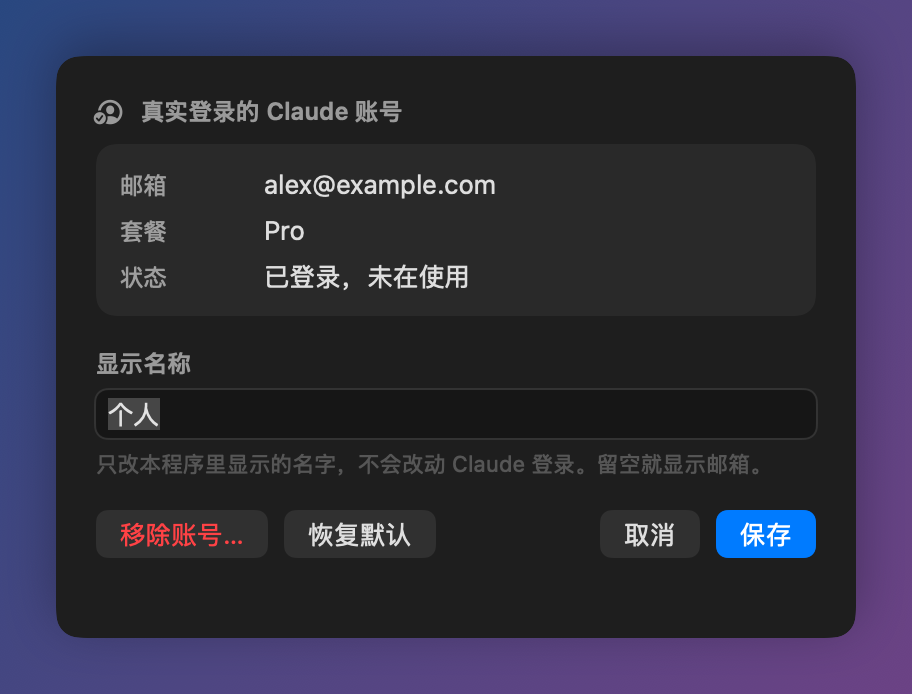 真实登录的 Claude 账号
邮箱 alex@example.com
套餐 Pro
状态 已登录，未在使用
显示名称
个人
只改本程序里显示的名字，不会改动 Claude 登录。留空就显示邮箱。
移除账号... 恢复默认 取消 保存